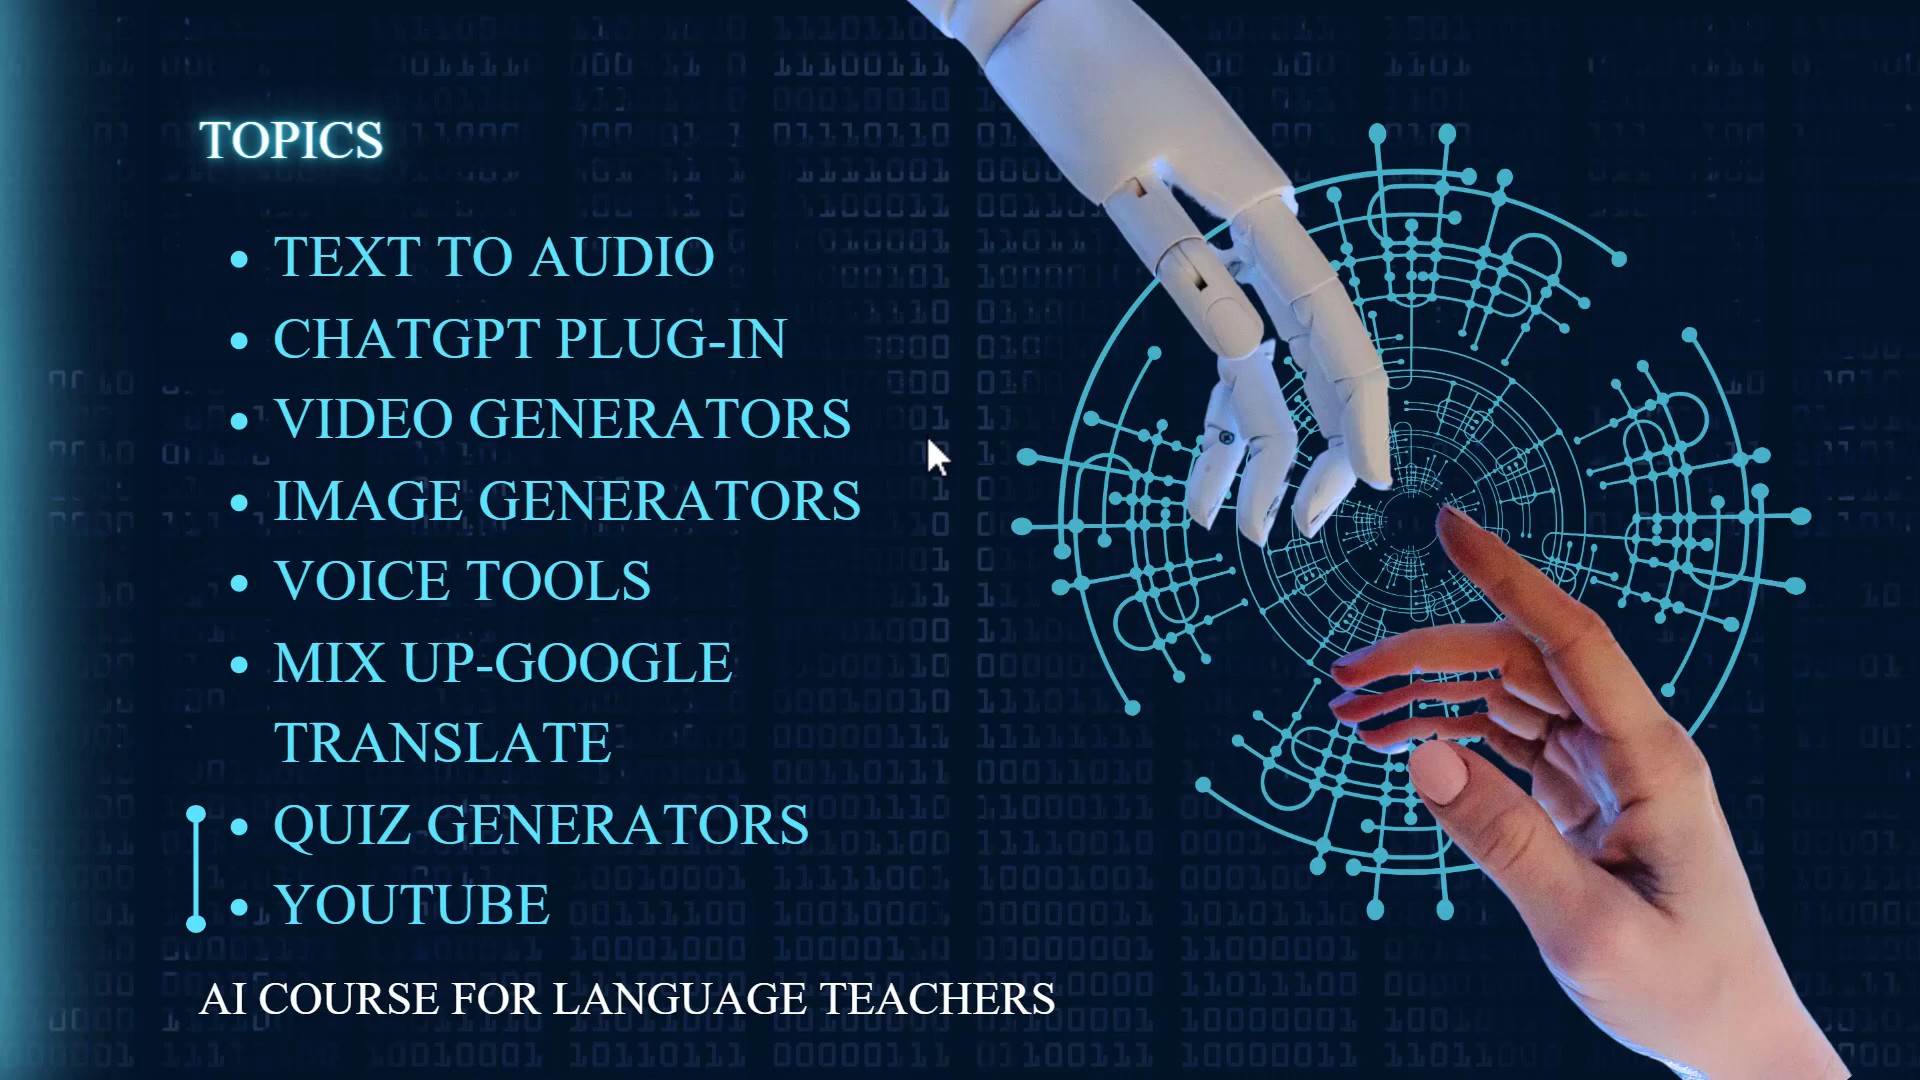 TOPICS
• TEXT TO AUDIO
• CHATGPT PLUG-IN
• VIDEO GENERATORS
• IMAGE GENERATORS
• VOICE TOOLS
• MIX UP-GOOGLE
TRANSLATE
• QUIZ GENERATORS
• YOUTUBE
AI COURSE FOR LANGUAGE TEACHERS